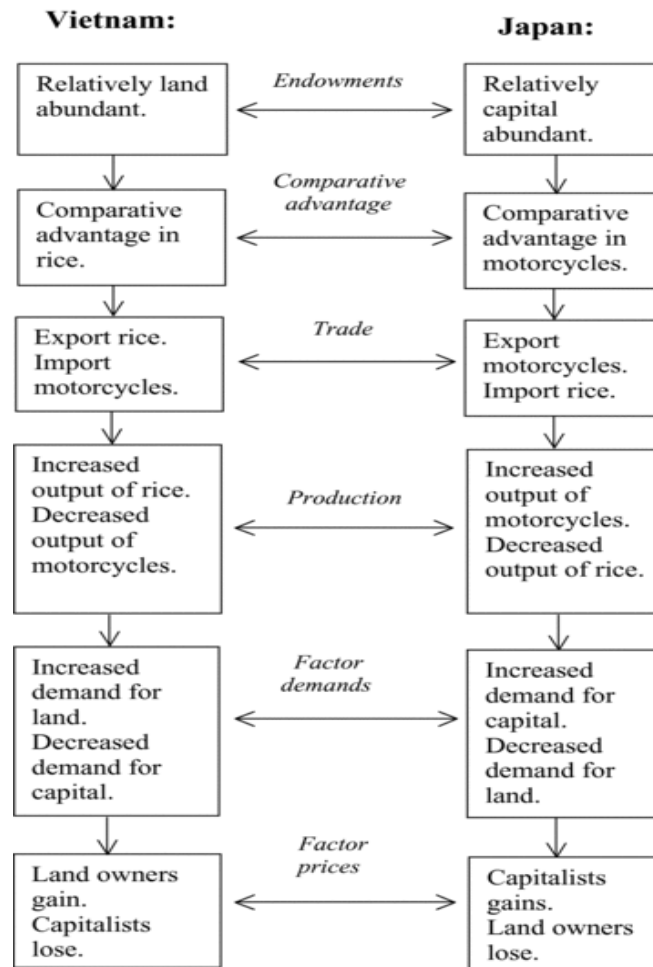 Vietnam:
Japan:
Relatively land
abundant.
Endowments
Relatively
capital
abundant.
Comparative
advantage in
rice.
Comparative
advantage
Comparative
advantage in
motorcycles.
Export rice.
Import
motorcycles.
Trade
Export
motorcycles.
Import rice.
Increased
output of rice.
Decreased
output of
motorcycles.
Production
Increased
output of
motorcycles.
Decreased
output of rice.
Increased
demand for
land.
Decreased
demand for
capital.
Factor
demands
Increased
demand for
capital.
Decreased
demand for
land.
Land owners
gain.
Capitalists
lose.
Factor
prices
Capitalists
gains.
Land owners
lose.